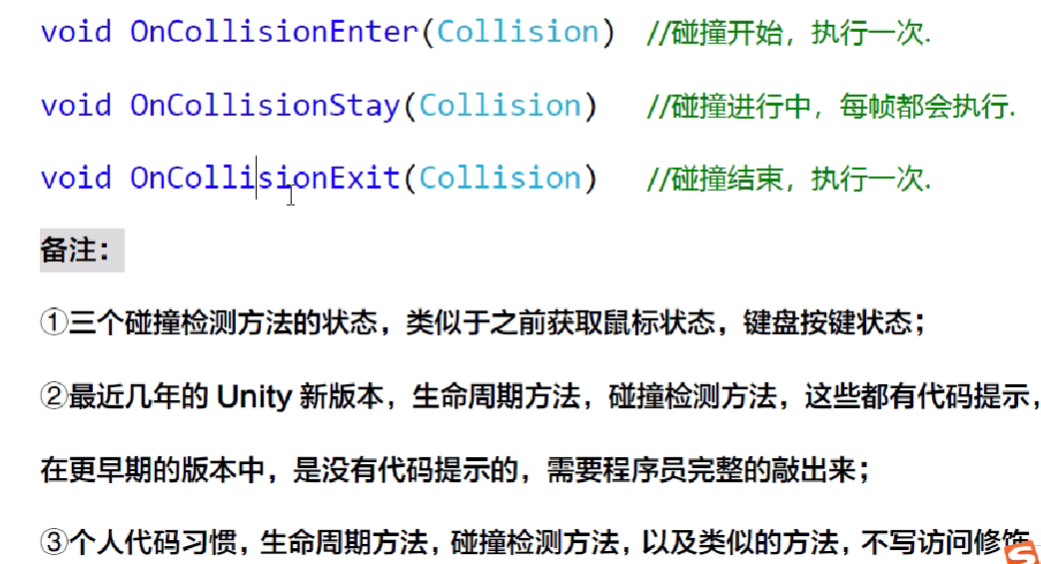 void OnCollisionEnter(Collision) //碰撞开始，执行一次.
void OnCollisionStay(Collision) //碰撞进行中，每帧都会执行.
void OnCollisionExit(Collision) //碰撞结束，执行一次.
备注：
①三个碰撞检测方法的状态，类似于之前获取鼠标状态，键盘按键状态；
②最近几年的 Unity 新版本，生命周期方法，碰撞检测方法，这些都有代码提示，
在更早期的版本中，是没有代码提示的，需要程序员完整的敲出来；
③个人代码习惯，生命周期方法，碰撞检测方法，以及类似的方法，不写访问修饰